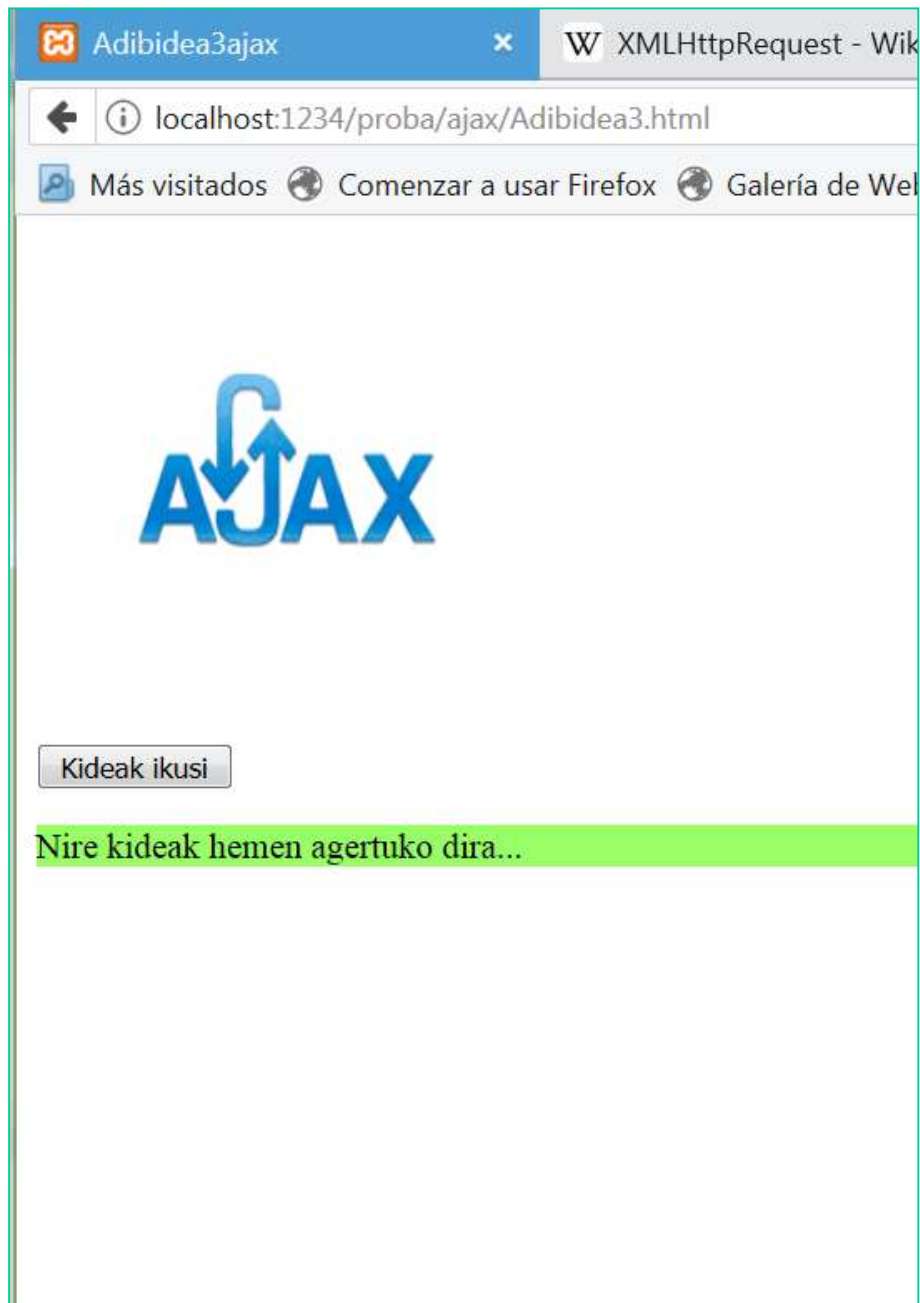 Adibidea3ajax × W XMLHttpRequest - Wik
localhost:1234/proba/ajax/Adibidea3.html
Más visitados Comenzar a usar Firefox Galería de Wel
AJAX
Kideak ikusi
Nire kideak hemen agertuko dira...